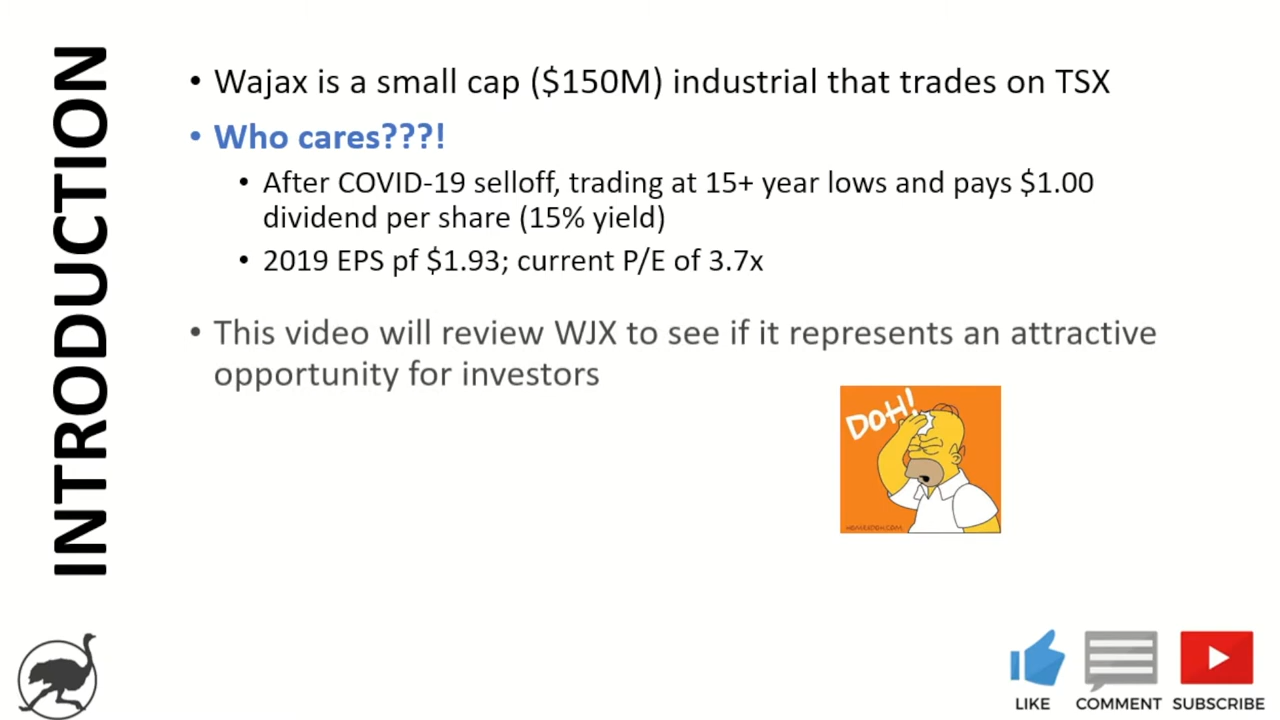 INTRODUCTION
• Wajax is a small cap ($150M) industrial that trades on TSX
• Who cares???!
• After COVID-19 selloff, trading at 15+ year lows and pays $1.00
dividend per share (15% yield)
• 2019 EPS pf $1.93; current P/E of 3.7x
• This video will review WJX to see if it represents an attractive
opportunity for investors
DOH!
LIKE
COMMENT
SUBSCRIBE